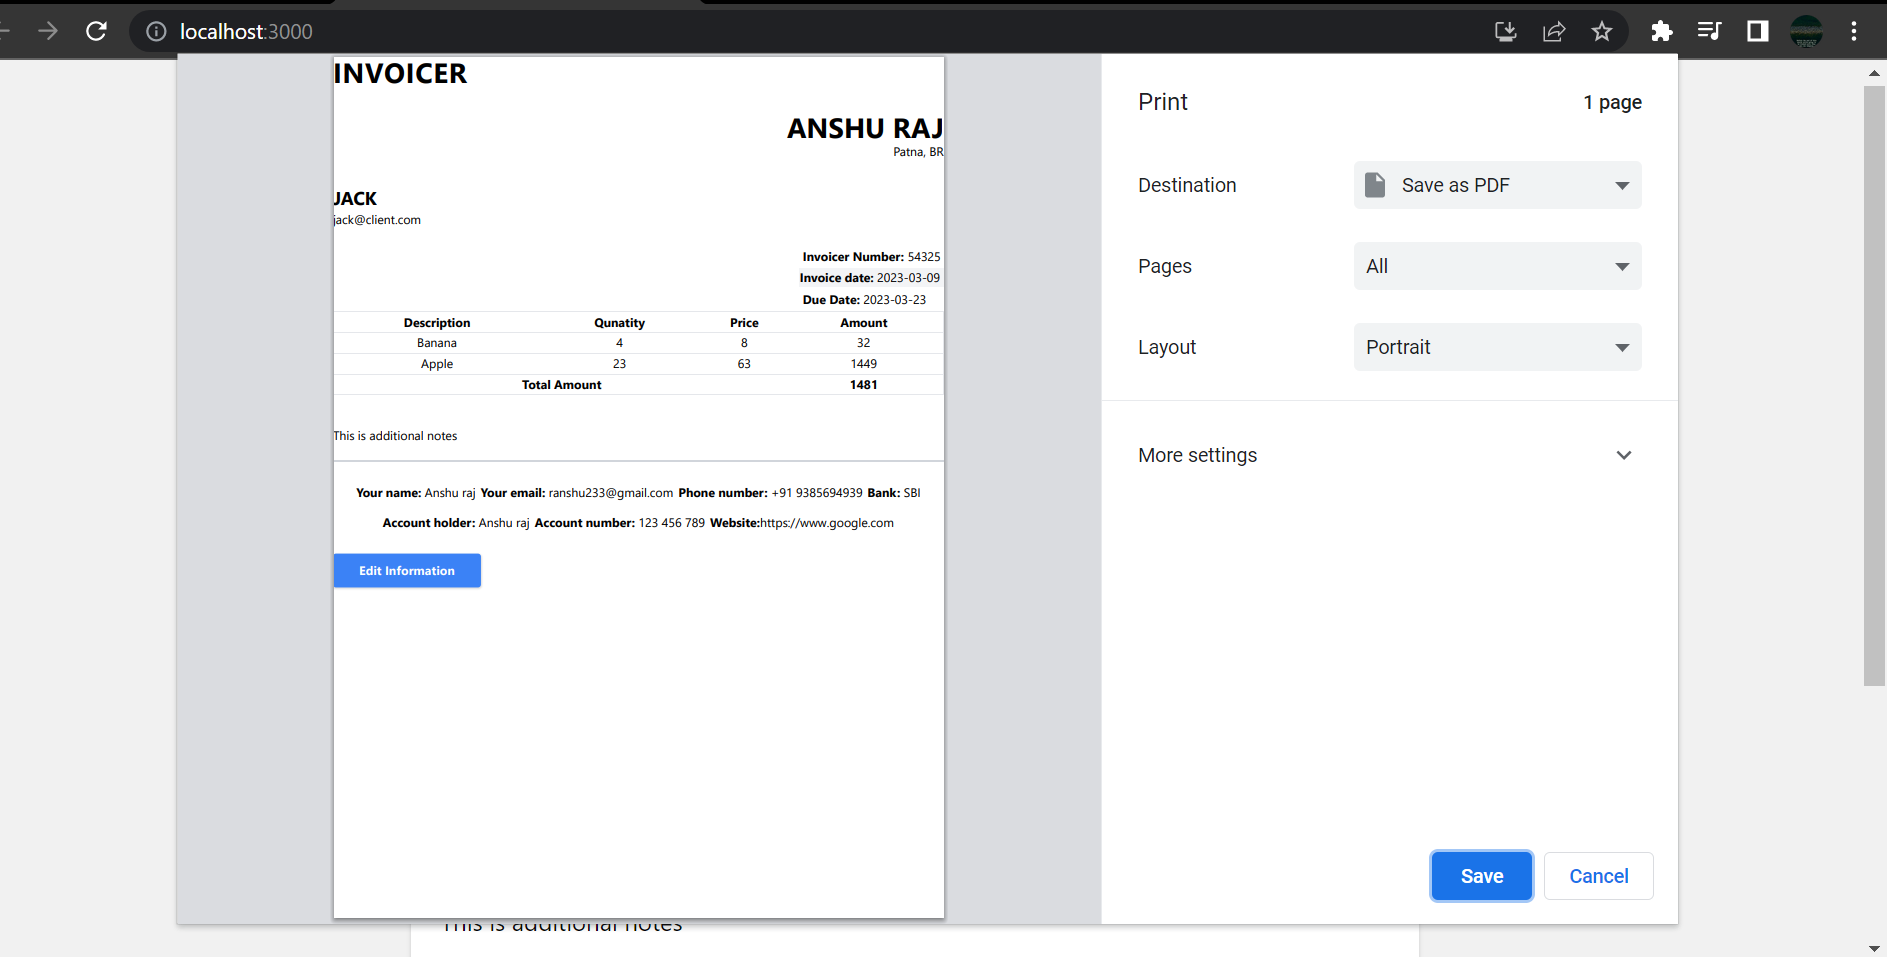 localhost:3000
INVOICER
ANSHU RAJ
Patna, BR
JACK
jack@client.com
Invoicer Number: 54325
Invoice date: 2023-03-09
Due Date: 2023-03-23
Description Qunatity Price Amount
Banana 4 8 32
Apple 23 63 1449
Total Amount 1481
This is additional notes
Your name: Anshu raj Your email: ranshu233@gmail.com Phone number: +91 9385694939 Bank: SBI
Account holder: Anshu raj Account number: 123 456 789 Website:https://www.google.com
Edit Information
Print 1 page
Destination Save as PDF
Pages All
Layout Portrait
More settings
Save Cancel
This is additional notes